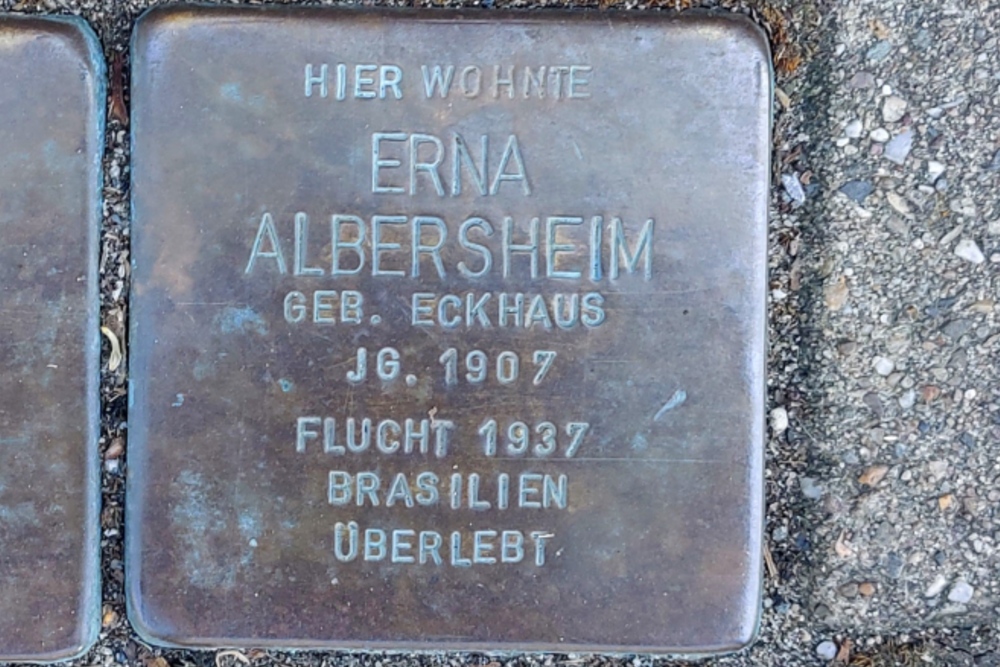 HIER WOHNTE
ERNA
ALBERSHEIM
GEB. ECKHAUS
JG. 1907
FLUCHT 1937
BRASILIEN
ÜBERLEBT